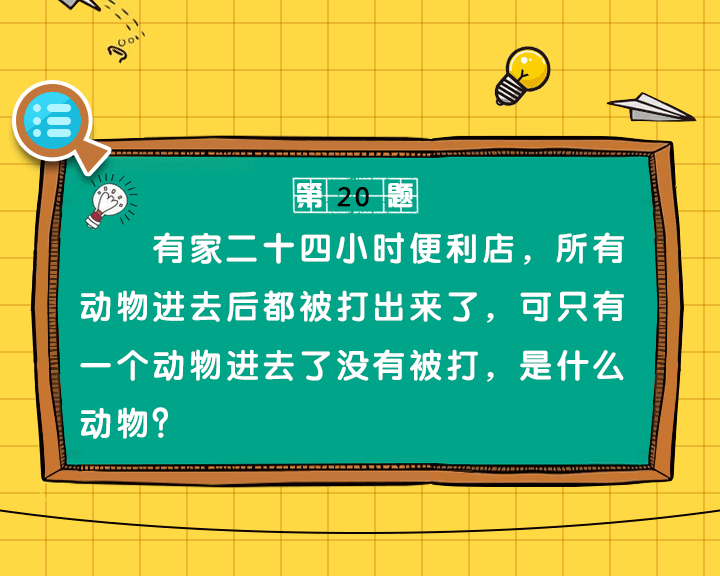 第 20 题
有家二十四小时便利店，所有
动物进去后都被打出来了，可只有
一个动物进去了没有被打，是什么
动物？